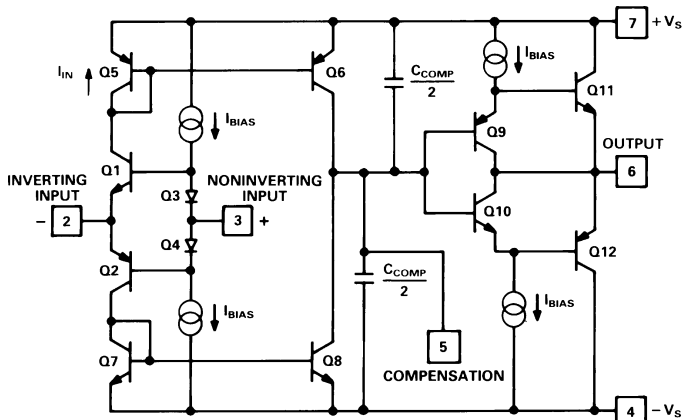 7 +VS
IIN Q5 Q6 CCOMP/2 IBIAS Q11
IBIAS
Q9
Q1
INVERTING INPUT
Q3 NONINVERTING INPUT
OUTPUT
− 2
3 +
6
Q4
Q10
Q2
Q12
CCOMP/2
IBIAS
IBIAS
5
Q7 Q8
COMPENSATION
4 −VS